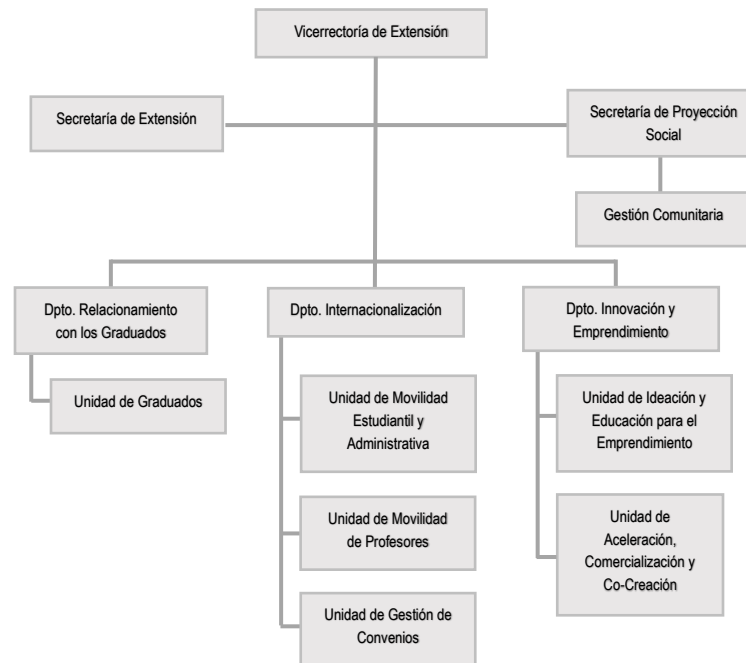 Vicerrectoría de Extensión
Secretaría de Extensión
Secretaría de Proyección
Social
Gestión Comunitaria
Dpto. Relacionamiento
con los Graduados
Unidad de Graduados
Dpto. Internacionalización
Unidad de Movilidad
Estudiantil y
Administrativa
Unidad de Movilidad
de Profesores
Unidad de Gestión de
Convenios
Dpto. Innovación y
Emprendimiento
Unidad de Ideación y
Educación para el
Emprendimiento
Unidad de
Aceleración,
Comercialización y
Co-Creación